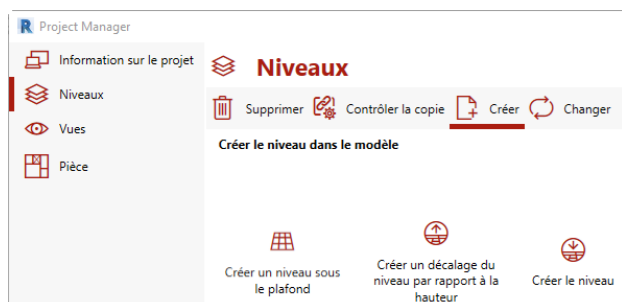 Project Manager
Information sur le projet
Niveaux
Niveaux
Supprimer Contrôler la copie Créer Changer
Vues
Créer le niveau dans le modèle
Pièce
Créer un niveau sous
le plafond
Créer un décalage du
niveau par rapport à la
hauteur
Créer le niveau